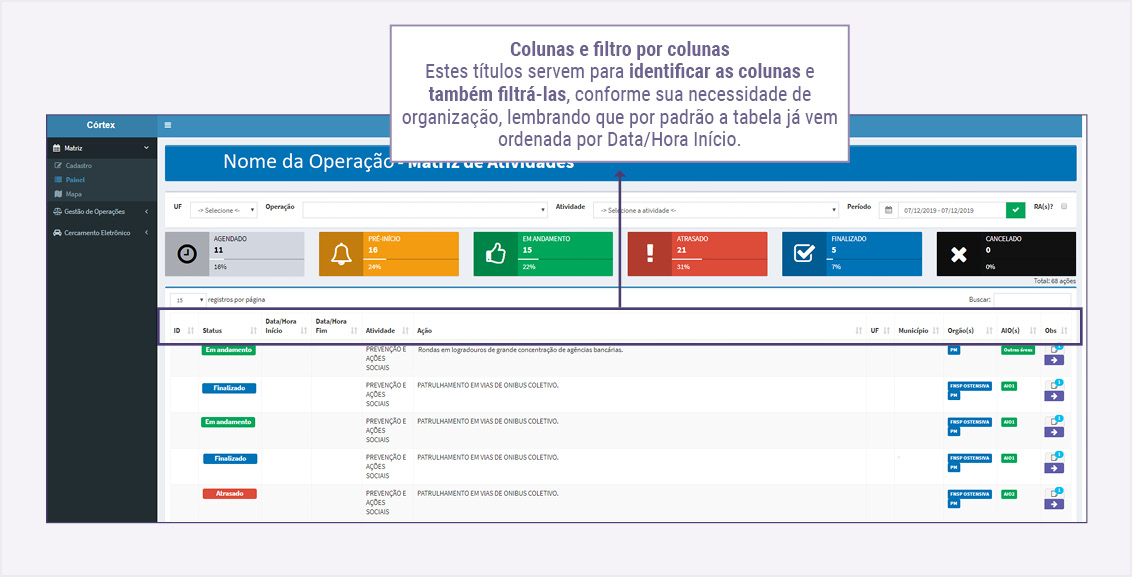 Colunas e filtro por colunas
Estes títulos servem para identificar as colunas e
também filtrá-las, conforme sua necessidade de
organização, lembrando que por padrão a tabela já vem
ordenada por Data/Hora Início.
Córtex
Matriz
Cadastro
Painel
Mapa
Gestão de Operações
Cercamento Eletrônico
Nome da Operação - Matriz de Atividades
UF -> Selecione <- Operação Atividade -> Selecione a atividade <- Período 07/12/2019 - 07/12/2019 RA(s)?
AGENDADO
11
16%
PRÉ-INÍCIO
16
24%
EM ANDAMENTO
15
22%
ATRASADO
21
31%
FINALIZADO
5
7%
CANCELADO
0
0%
Total: 68 ações
15 registros por página Buscar:
ID Status Data/Hora Início Data/Hora Fim Atividade Ação UF Município Orgão(s) AIO(s) Obs
Em andamento PREVENÇÃO E Rondas em logradouros de grande concentração de agências bancárias. PM Outras áreas
AÇÕES
SOCIAIS
Finalizado PREVENÇÃO E PATRULHAMENTO EM VIAS DE ONIBUS COLETIVO. FNSP OSTENSIVA AIO1 1
AÇÕES PM
SOCIAIS
Em andamento PREVENÇÃO E PATRULHAMENTO EM VIAS DE ONIBUS COLETIVO. FNSP OSTENSIVA AIO1 1
AÇÕES PM
SOCIAIS
Finalizado PREVENÇÃO E PATRULHAMENTO EM VIAS DE ONIBUS COLETIVO. FNSP OSTENSIVA AIO1 1
AÇÕES PM
SOCIAIS
Atrasado PREVENÇÃO E PATRULHAMENTO EM VIAS DE ONIBUS COLETIVO. FNSP OSTENSIVA AIO2 1
AÇÕES PM
SOCIAIS